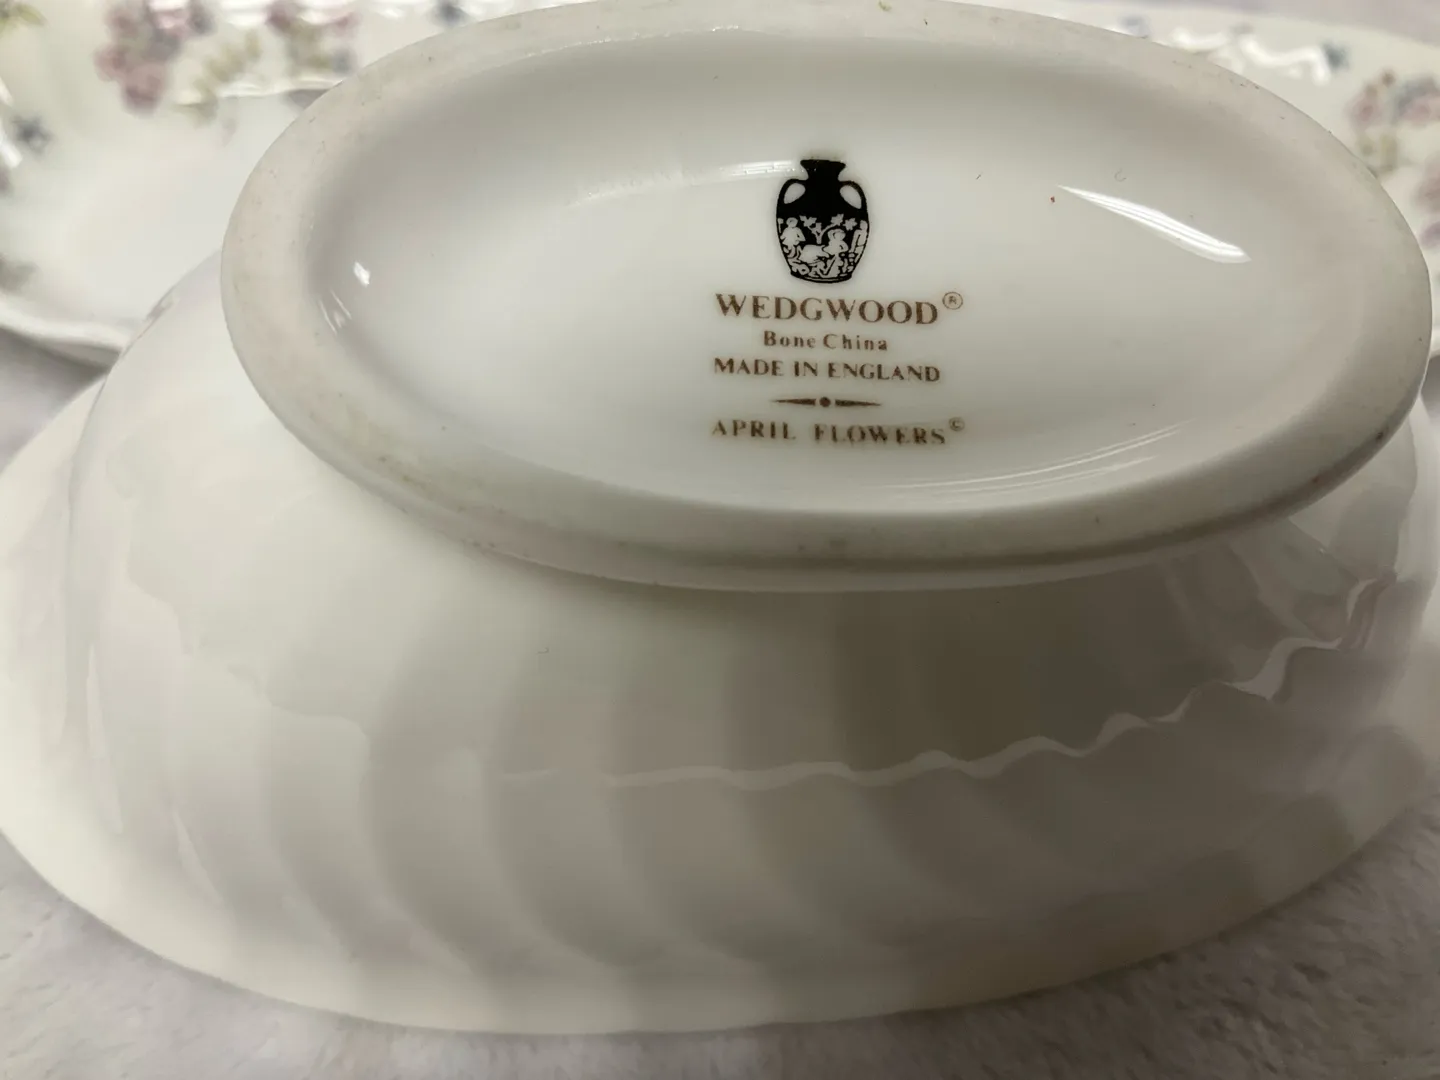 WEDGWOOD®
Bone China
MADE IN ENGLAND
APRIL FLOWERS©